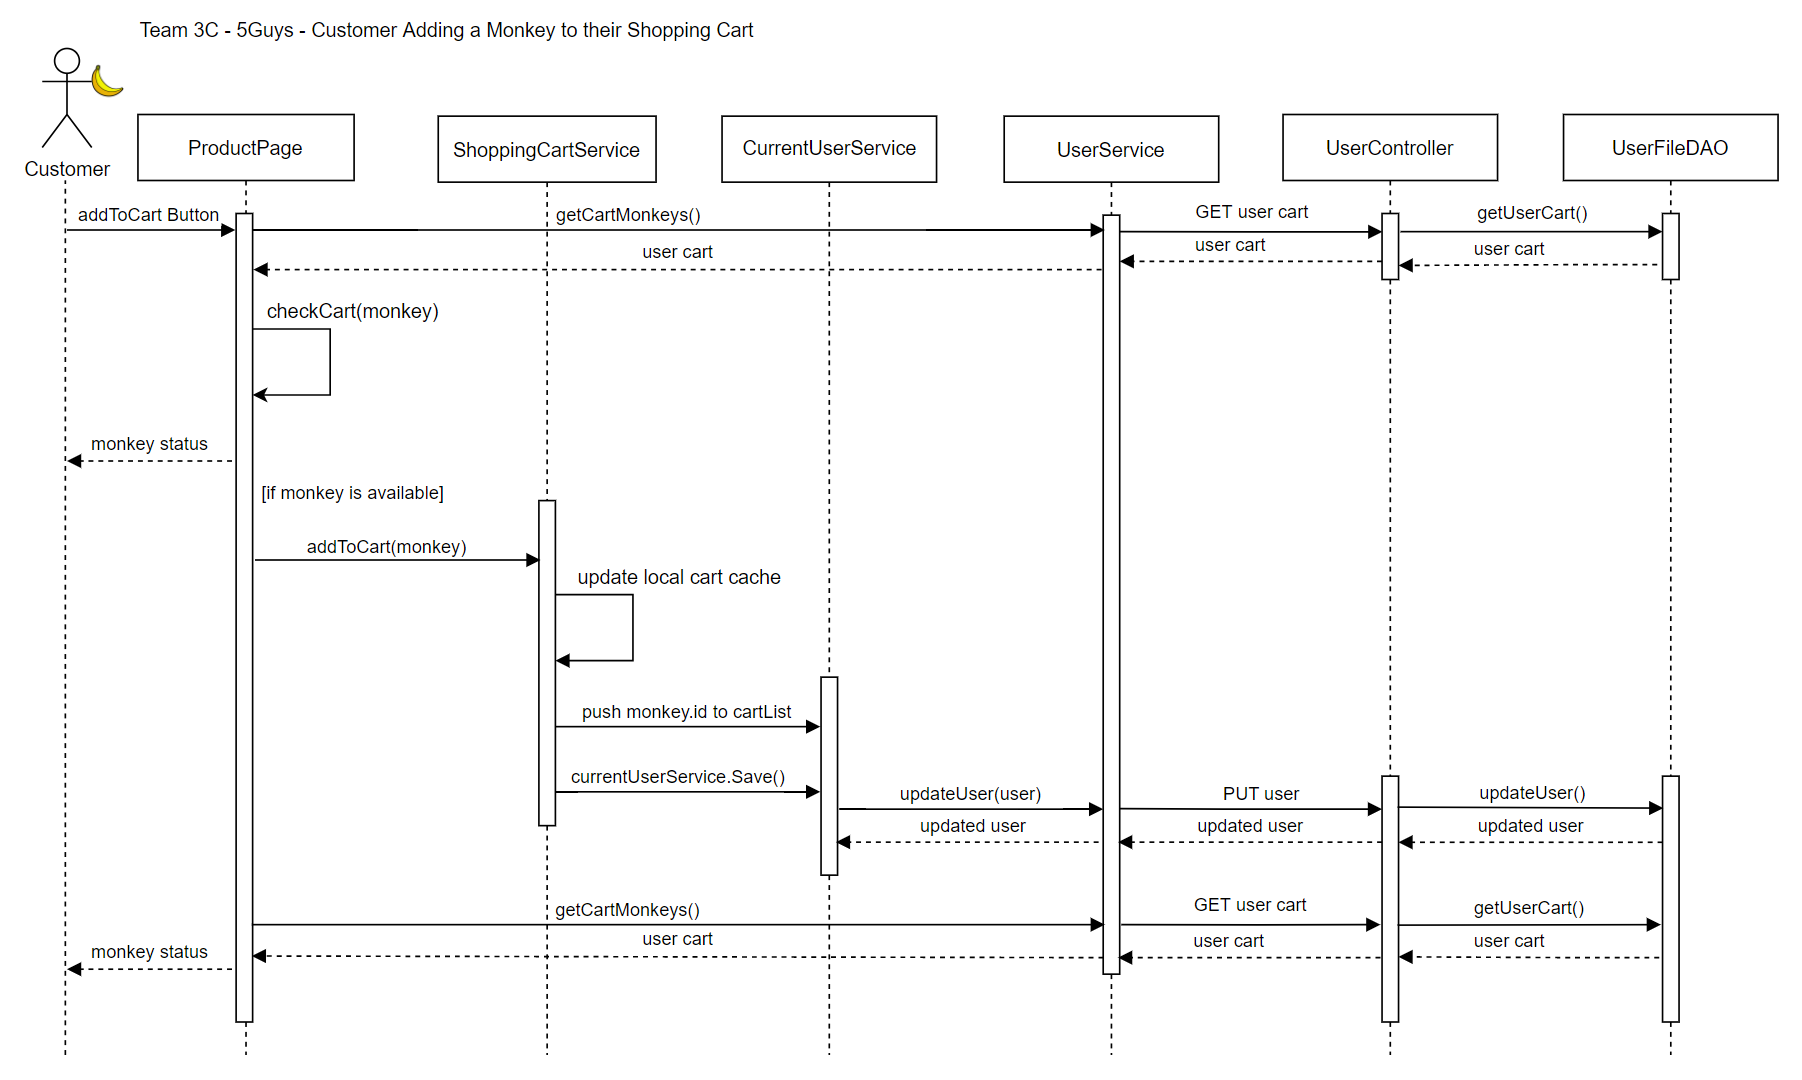 Team 3C - 5Guys - Customer Adding a Monkey to their Shopping Cart
Customer
ProductPage
ShoppingCartService
CurrentUserService
UserService
UserController
UserFileDAO
addToCart Button
getCartMonkeys()
GET user cart
getUserCart()
user cart
user cart
user cart
checkCart(monkey)
monkey status
[if monkey is available]
addToCart(monkey)
update local cart cache
push monkey.id to cartList
currentUserService.Save()
updateUser(user)
PUT user
updateUser()
updated user
updated user
updated user
getCartMonkeys()
GET user cart
getUserCart()
user cart
user cart
user cart
monkey status